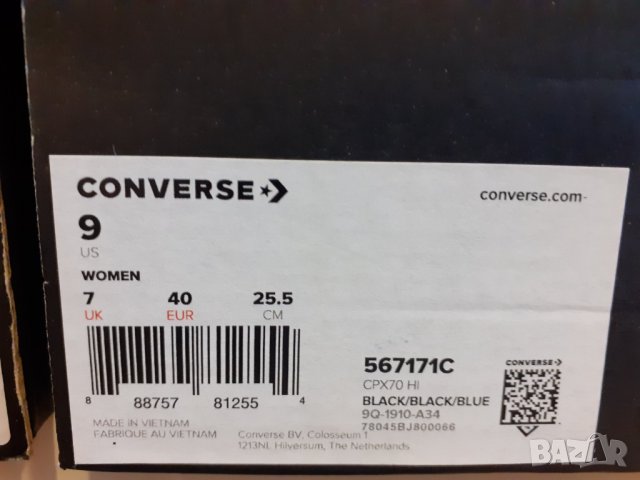 CONVERSE
converse.com
9
US
WOMEN
7 40 25.5
UK EUR CM
8 88757 81255 4
567171C
CPX70 HI
BLACK/BLACK/BLUE
9Q-1910-A34
78045BJ800066
CONVERSE
MADE IN VIETNAM
FABRIQUE AU VIETNAM
Converse BV, Colosseum 1
1213NL Hilversum, The Netherlands
BAZAR